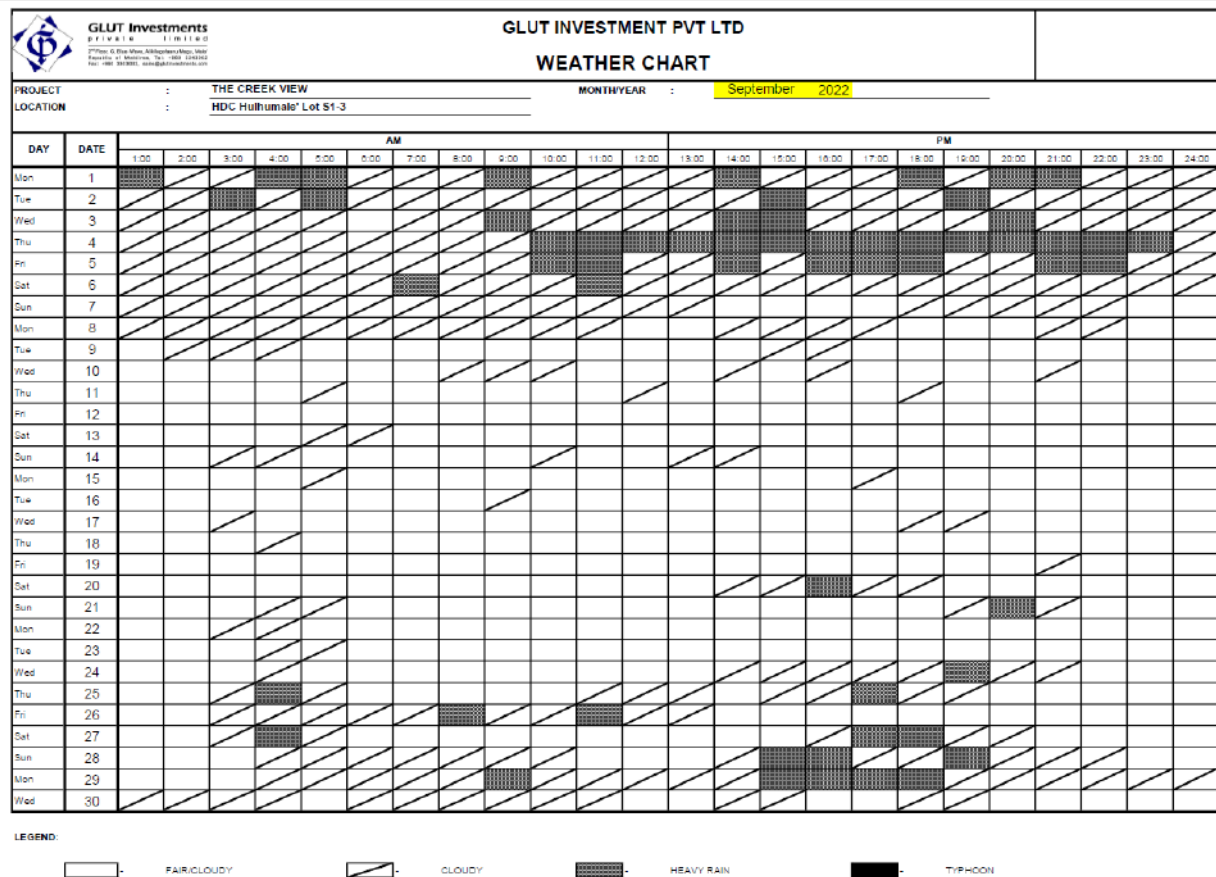 GLUT Investments
private limited
GLUT INVESTMENT PVT LTD
WEATHER CHART
PROJECT : THE CREEK VIEW MONTH/YEAR : September 2022
LOCATION : HDC Hulhumale' Lot S1-3
DAY DATE AM PM
1:00 2:00 3:00 4:00 5:00 6:00 7:00 8:00 9:00 10:00 11:00 12:00 13:00 14:00 15:00 16:00 17:00 18:00 19:00 20:00 21:00 22:00 23:00 24:00
Mon 1
Tue 2
Wed 3
Thu 4
Fri 5
Sat 6
Sun 7
Mon 8
Tue 9
Wed 10
Thu 11
Fri 12
Sat 13
Sun 14
Mon 15
Tue 16
Wed 17
Thu 18
Fri 19
Sat 20
Sun 21
Mon 22
Tue 23
Wed 24
Thu 25
Fri 26
Sat 27
Sun 28
Mon 29
Wed 30
LEGEND:
- FAIR/CLOUDY - CLOUDY - HEAVY RAIN - TYPHOON